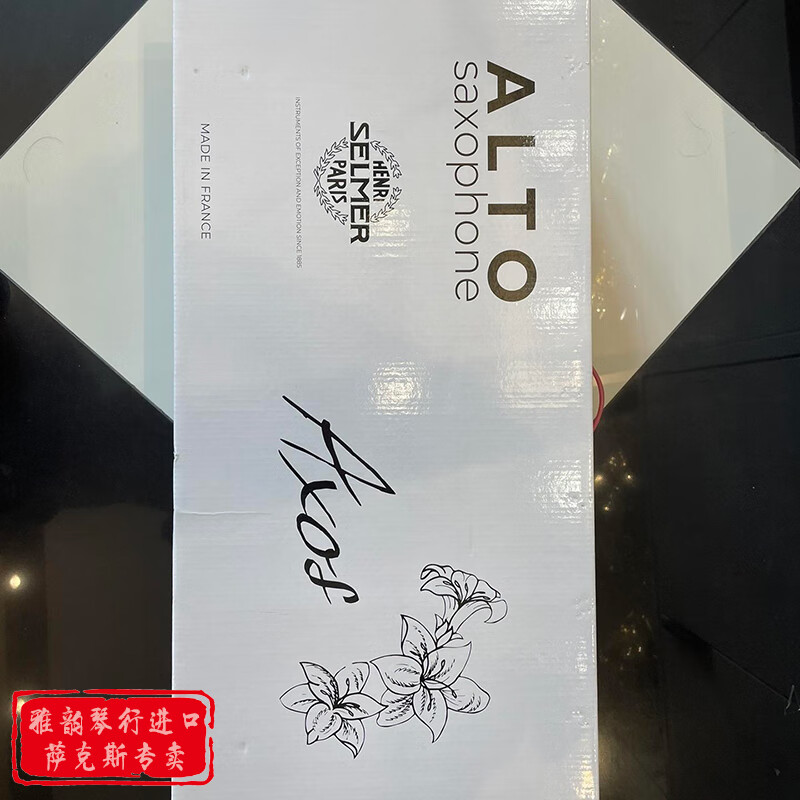 ALTO
saxophone
HENRI
SELMER
PARIS
INSTRUMENTS OF EXCEPTION AND EMOTION SINCE 1885
MADE IN FRANCE
Axos
雅韵琴行进口
萨克斯专卖